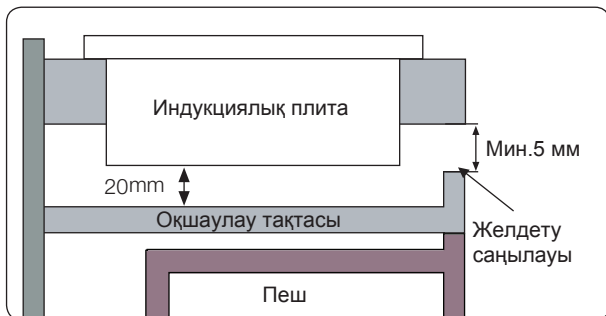 Индукциялық плита
Мин.5 мм
20mm
Оқшаулау тақтасы
Желдету
саңылауы
Пеш